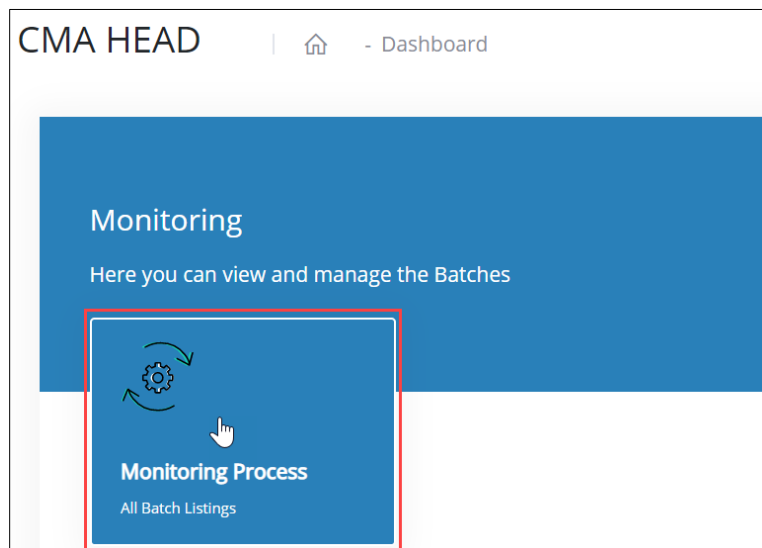 CMA HEAD | - Dashboard
Monitoring
Here you can view and manage the Batches
Monitoring Process
All Batch Listings